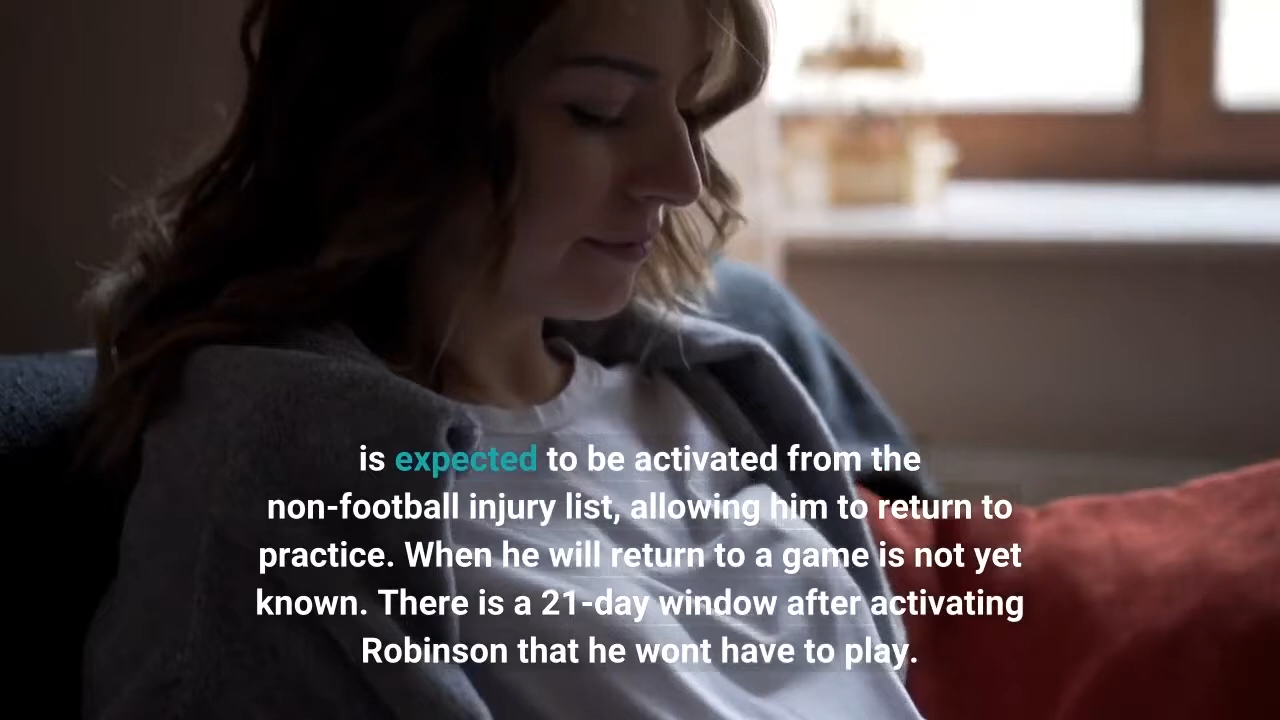 is expected to be activated from the
non-football injury list, allowing him to return to
practice. When he will return to a game is not yet
known. There is a 21-day window after activating
Robinson that he wont have to play.